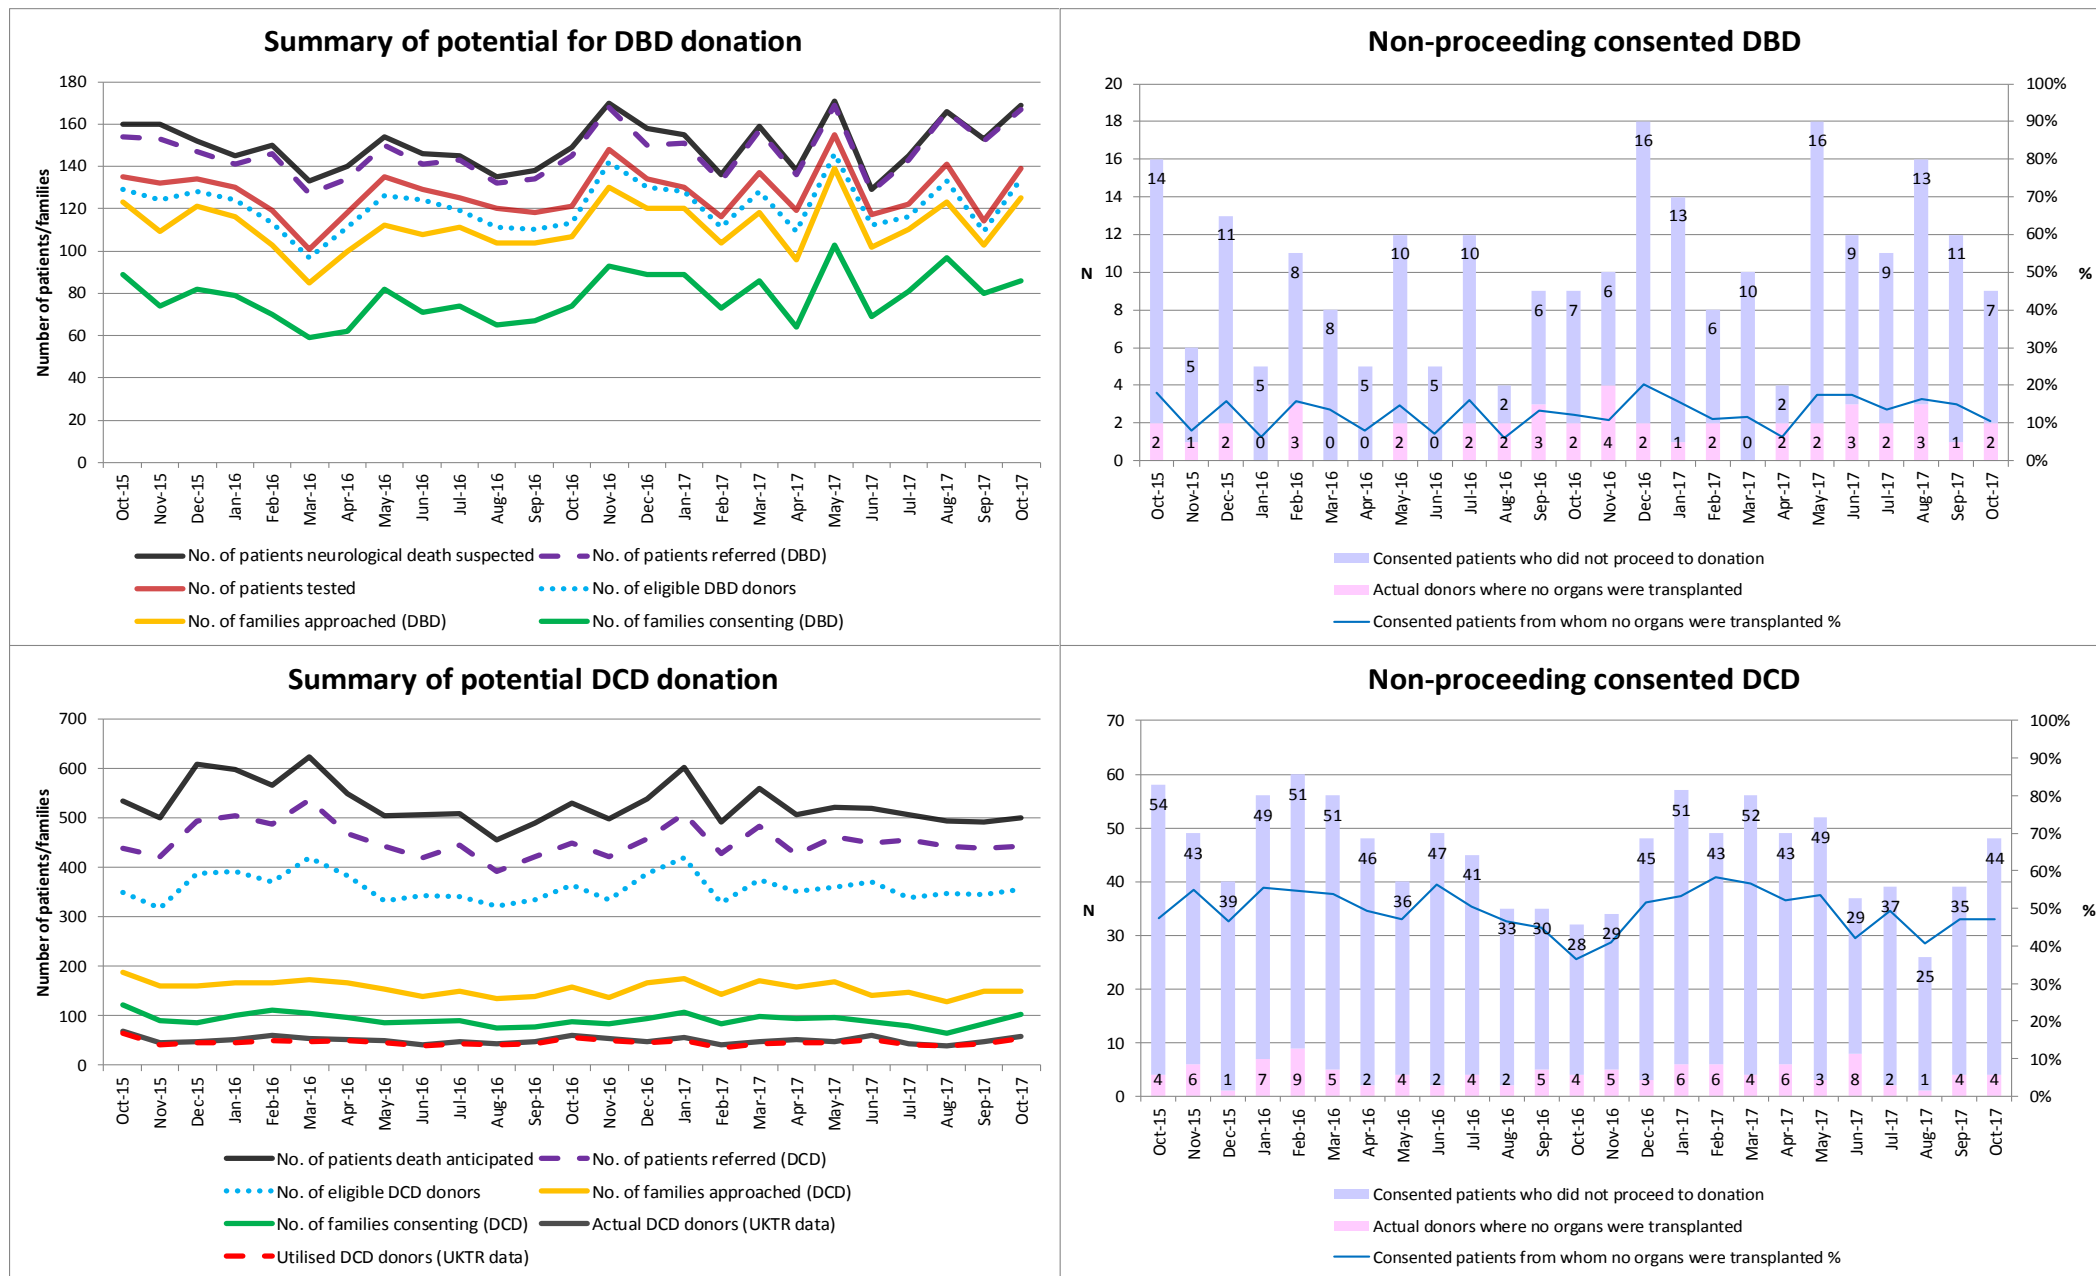 Summary of potential for DBD donation
180
160
140
120
100
80
60
40
20
0
Number of patients/families
Oct-15 Nov-15 Dec-15 Jan-16 Feb-16 Mar-16 Apr-16 May-16 Jun-16 Jul-16 Aug-16 Sep-16 Oct-16 Nov-16 Dec-16 Jan-17 Feb-17 Mar-17 Apr-17 May-17 Jun-17 Jul-17 Aug-17 Sep-17 Oct-17
No. of patients neurological death suspected No. of patients referred (DBD)
No. of patients tested No. of eligible DBD donors
No. of families approached (DBD) No. of families consenting (DBD)
Non-proceeding consented DBD
20 100%
18 90%
16 80%
14 70%
12 60%
10 50%
8 40%
6 30%
4 20%
2 10%
0 0%
N %
14 5 11 5 8 8 5 10 5 10 2 6 7 6 16 13 6 10 2 16 9 9 13 11 7
2 1 2 0 3 0 0 2 0 2 2 3 2 4 2 1 2 0 2 2 3 2 3 1 2
Oct-15 Nov-15 Dec-15 Jan-16 Feb-16 Mar-16 Apr-16 May-16 Jun-16 Jul-16 Aug-16 Sep-16 Oct-16 Nov-16 Dec-16 Jan-17 Feb-17 Mar-17 Apr-17 May-17 Jun-17 Jul-17 Aug-17 Sep-17 Oct-17
Consented patients who did not proceed to donation
Actual donors where no organs were transplanted
Consented patients from whom no organs were transplanted %
Summary of potential DCD donation
700
600
500
400
300
200
100
0
Number of patients/families
Oct-15 Nov-15 Dec-15 Jan-16 Feb-16 Mar-16 Apr-16 May-16 Jun-16 Jul-16 Aug-16 Sep-16 Oct-16 Nov-16 Dec-16 Jan-17 Feb-17 Mar-17 Apr-17 May-17 Jun-17 Jul-17 Aug-17 Sep-17 Oct-17
No. of patients death anticipated No. of patients referred (DCD)
No. of eligible DCD donors No. of families approached (DCD)
No. of families consenting (DCD) Actual DCD donors (UKTR data)
Utilised DCD donors (UKTR data)
Non-proceeding consented DCD
70
60
50
40
30
20
10
0
100%
90%
80%
70%
60%
50%
40%
30%
20%
10%
0%
N %
54 43 39 49 51 51 46 36 47 41 33 30 28 29 45 51 43 52 43 49 29 37 25 35 44
4 6 1 7 9 5 2 4 2 4 2 5 4 5 3 6 6 4 6 3 8 2 1 4 4
Oct-15 Nov-15 Dec-15 Jan-16 Feb-16 Mar-16 Apr-16 May-16 Jun-16 Jul-16 Aug-16 Sep-16 Oct-16 Nov-16 Dec-16 Jan-17 Feb-17 Mar-17 Apr-17 May-17 Jun-17 Jul-17 Aug-17 Sep-17 Oct-17
Consented patients who did not proceed to donation
Actual donors where no organs were transplanted
Consented patients from whom no organs were transplanted %